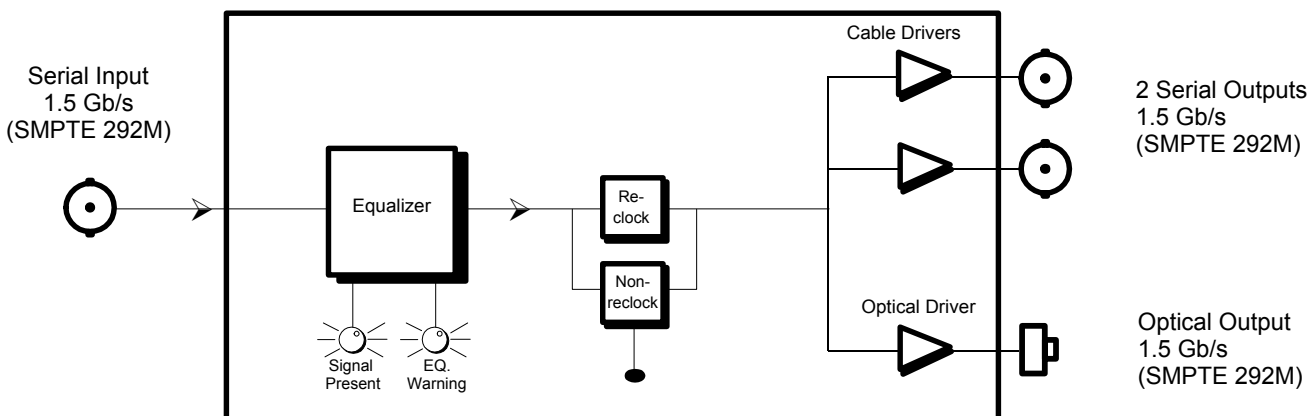 Serial Input
1.5 Gb/s
(SMPTE 292M)
Equalizer
Signal
Present
EQ.
Warning
Re-
clock
Non-
reclock
Cable Drivers
2 Serial Outputs
1.5 Gb/s
(SMPTE 292M)
Optical Driver
Optical Output
1.5 Gb/s
(SMPTE 292M)